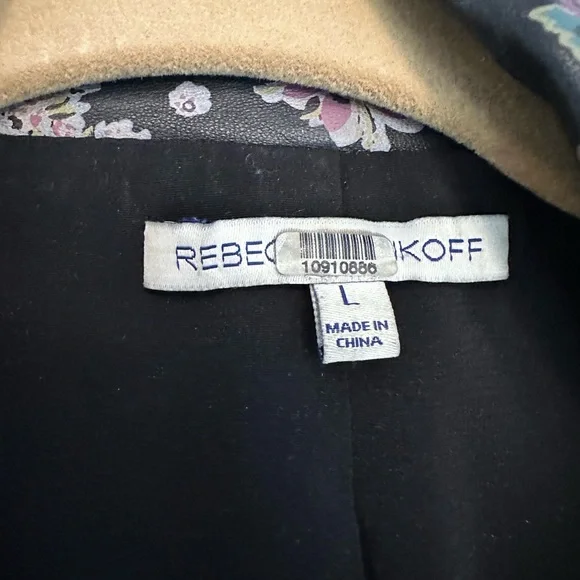 REBEC KOFF
10910886
L
MADE IN
CHINA